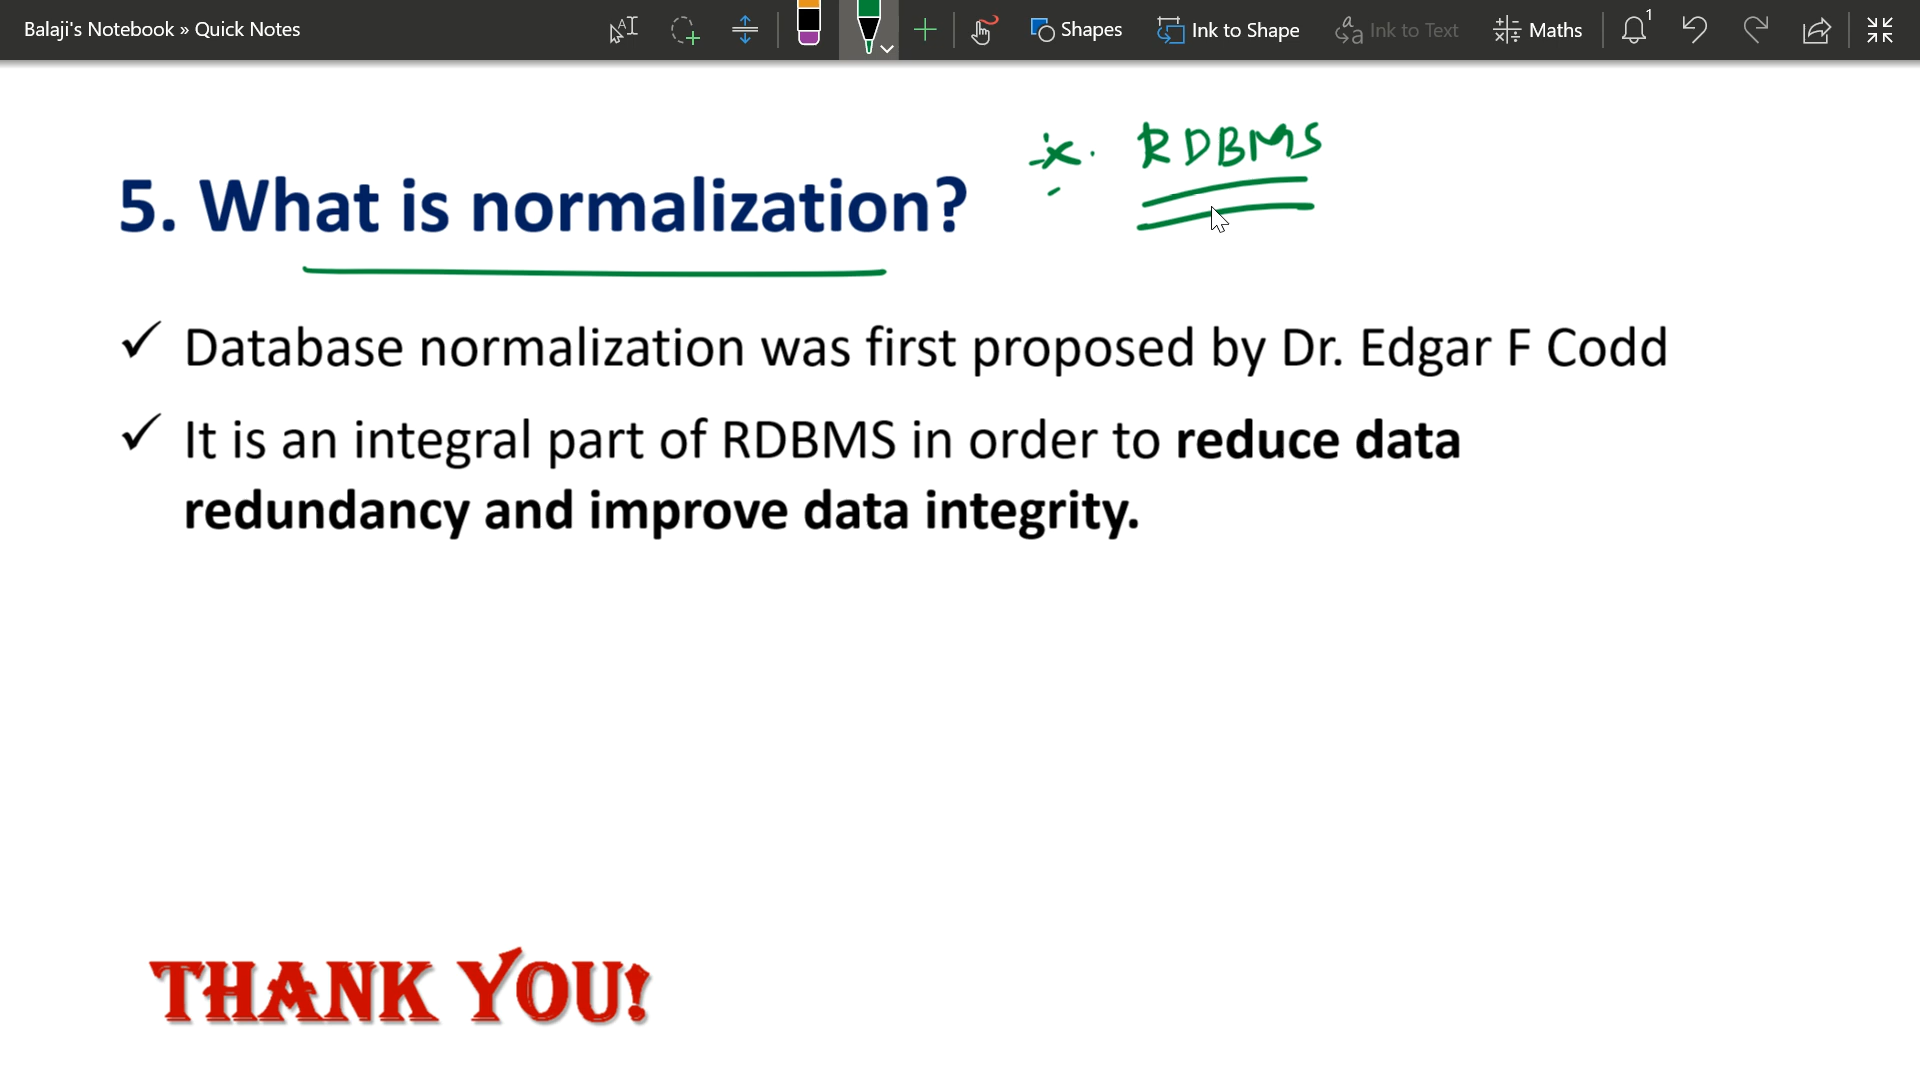 Balaji's Notebook » Quick Notes
Shapes
Ink to Shape
Ink to Text
Maths
1
RDBMS
5. What is normalization?
✓ Database normalization was first proposed by Dr. Edgar F Codd
✓ It is an integral part of RDBMS in order to reduce data
redundancy and improve data integrity.
THANK YOU!